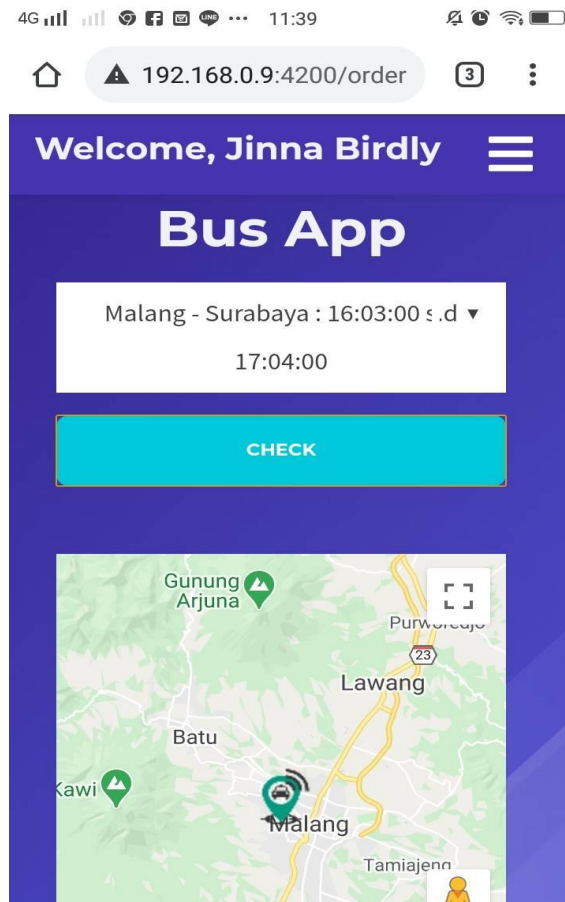 4G 11:39
192.168.0.9:4200/order 3
Welcome, Jinna Birdly
Bus App
Malang - Surabaya : 16:03:00 s.d
17:04:00
CHECK
Gunung
Arjuna
23
Lawang
Batu
Kawi
Malang
LINE